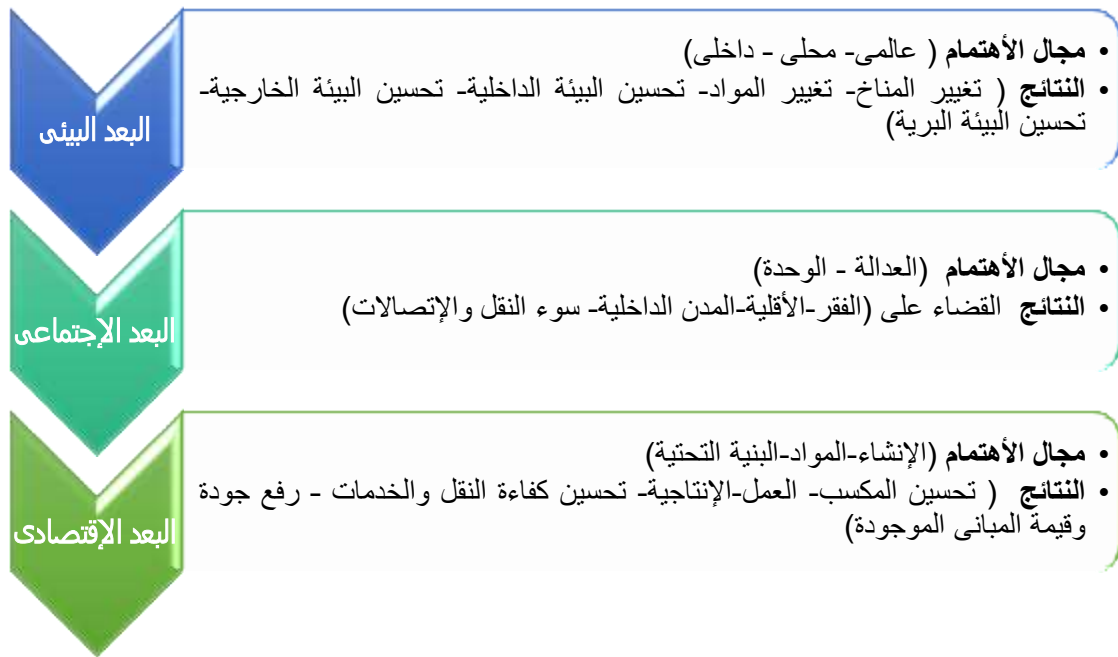 البعد البيئى
• مجال الأهتمام ( عالمى- محلى - داخلى)
• النتائج ( تغيير المناخ- تغيير المواد- تحسين البيئة الداخلية- تحسين البيئة الخارجية-
تحسين البيئة البرية)
البعد الإجتماعى
• مجال الأهتمام (العدالة - الوحدة)
• النتائج القضاء على (الفقر-الأقلية-المدن الداخلية- سوء النقل والإتصالات)
البعد الإقتصادى
• مجال الأهتمام (الإنشاء-المواد-البنية التحتية)
• النتائج ( تحسين المكسب- العمل-الإنتاجية- تحسين كفاءة النقل والخدمات - رفع جودة
وقيمة المبانى الموجودة)